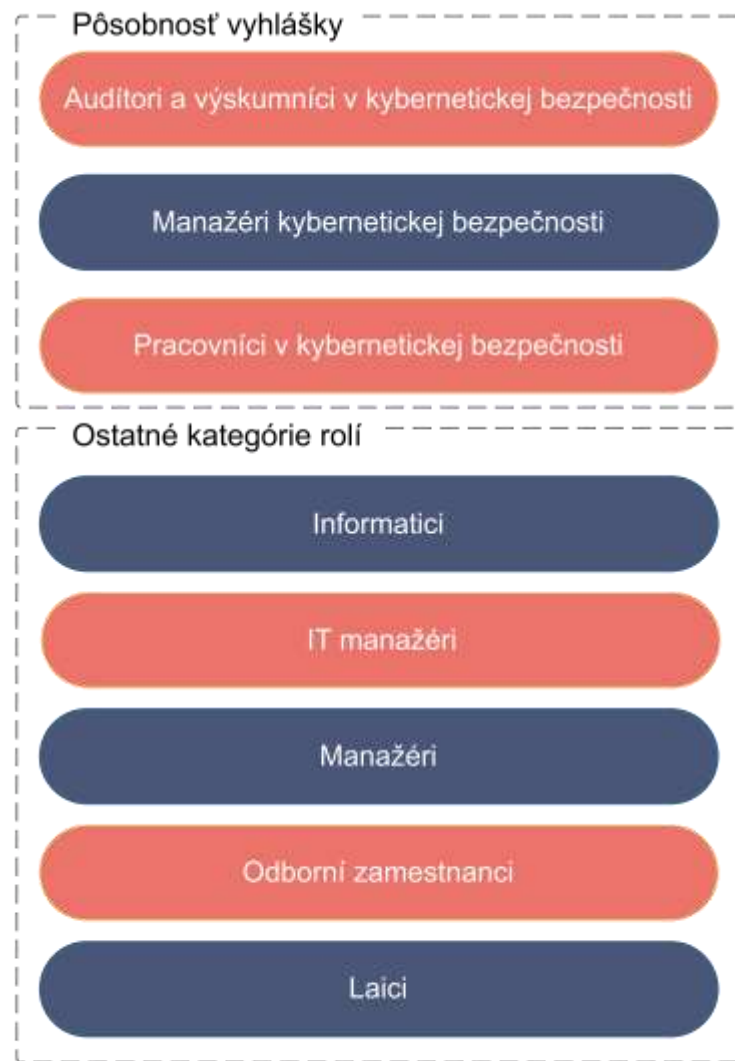 Pôsobnosť vyhlášky
Audítori a výskumníci v kybernetickej bezpečnosti
Manažéri kybernetickej bezpečnosti
Pracovníci v kybernetickej bezpečnosti
Ostatné kategórie rolí
Informatici
IT manažéri
Manažéri
Odborní zamestnanci
Laici